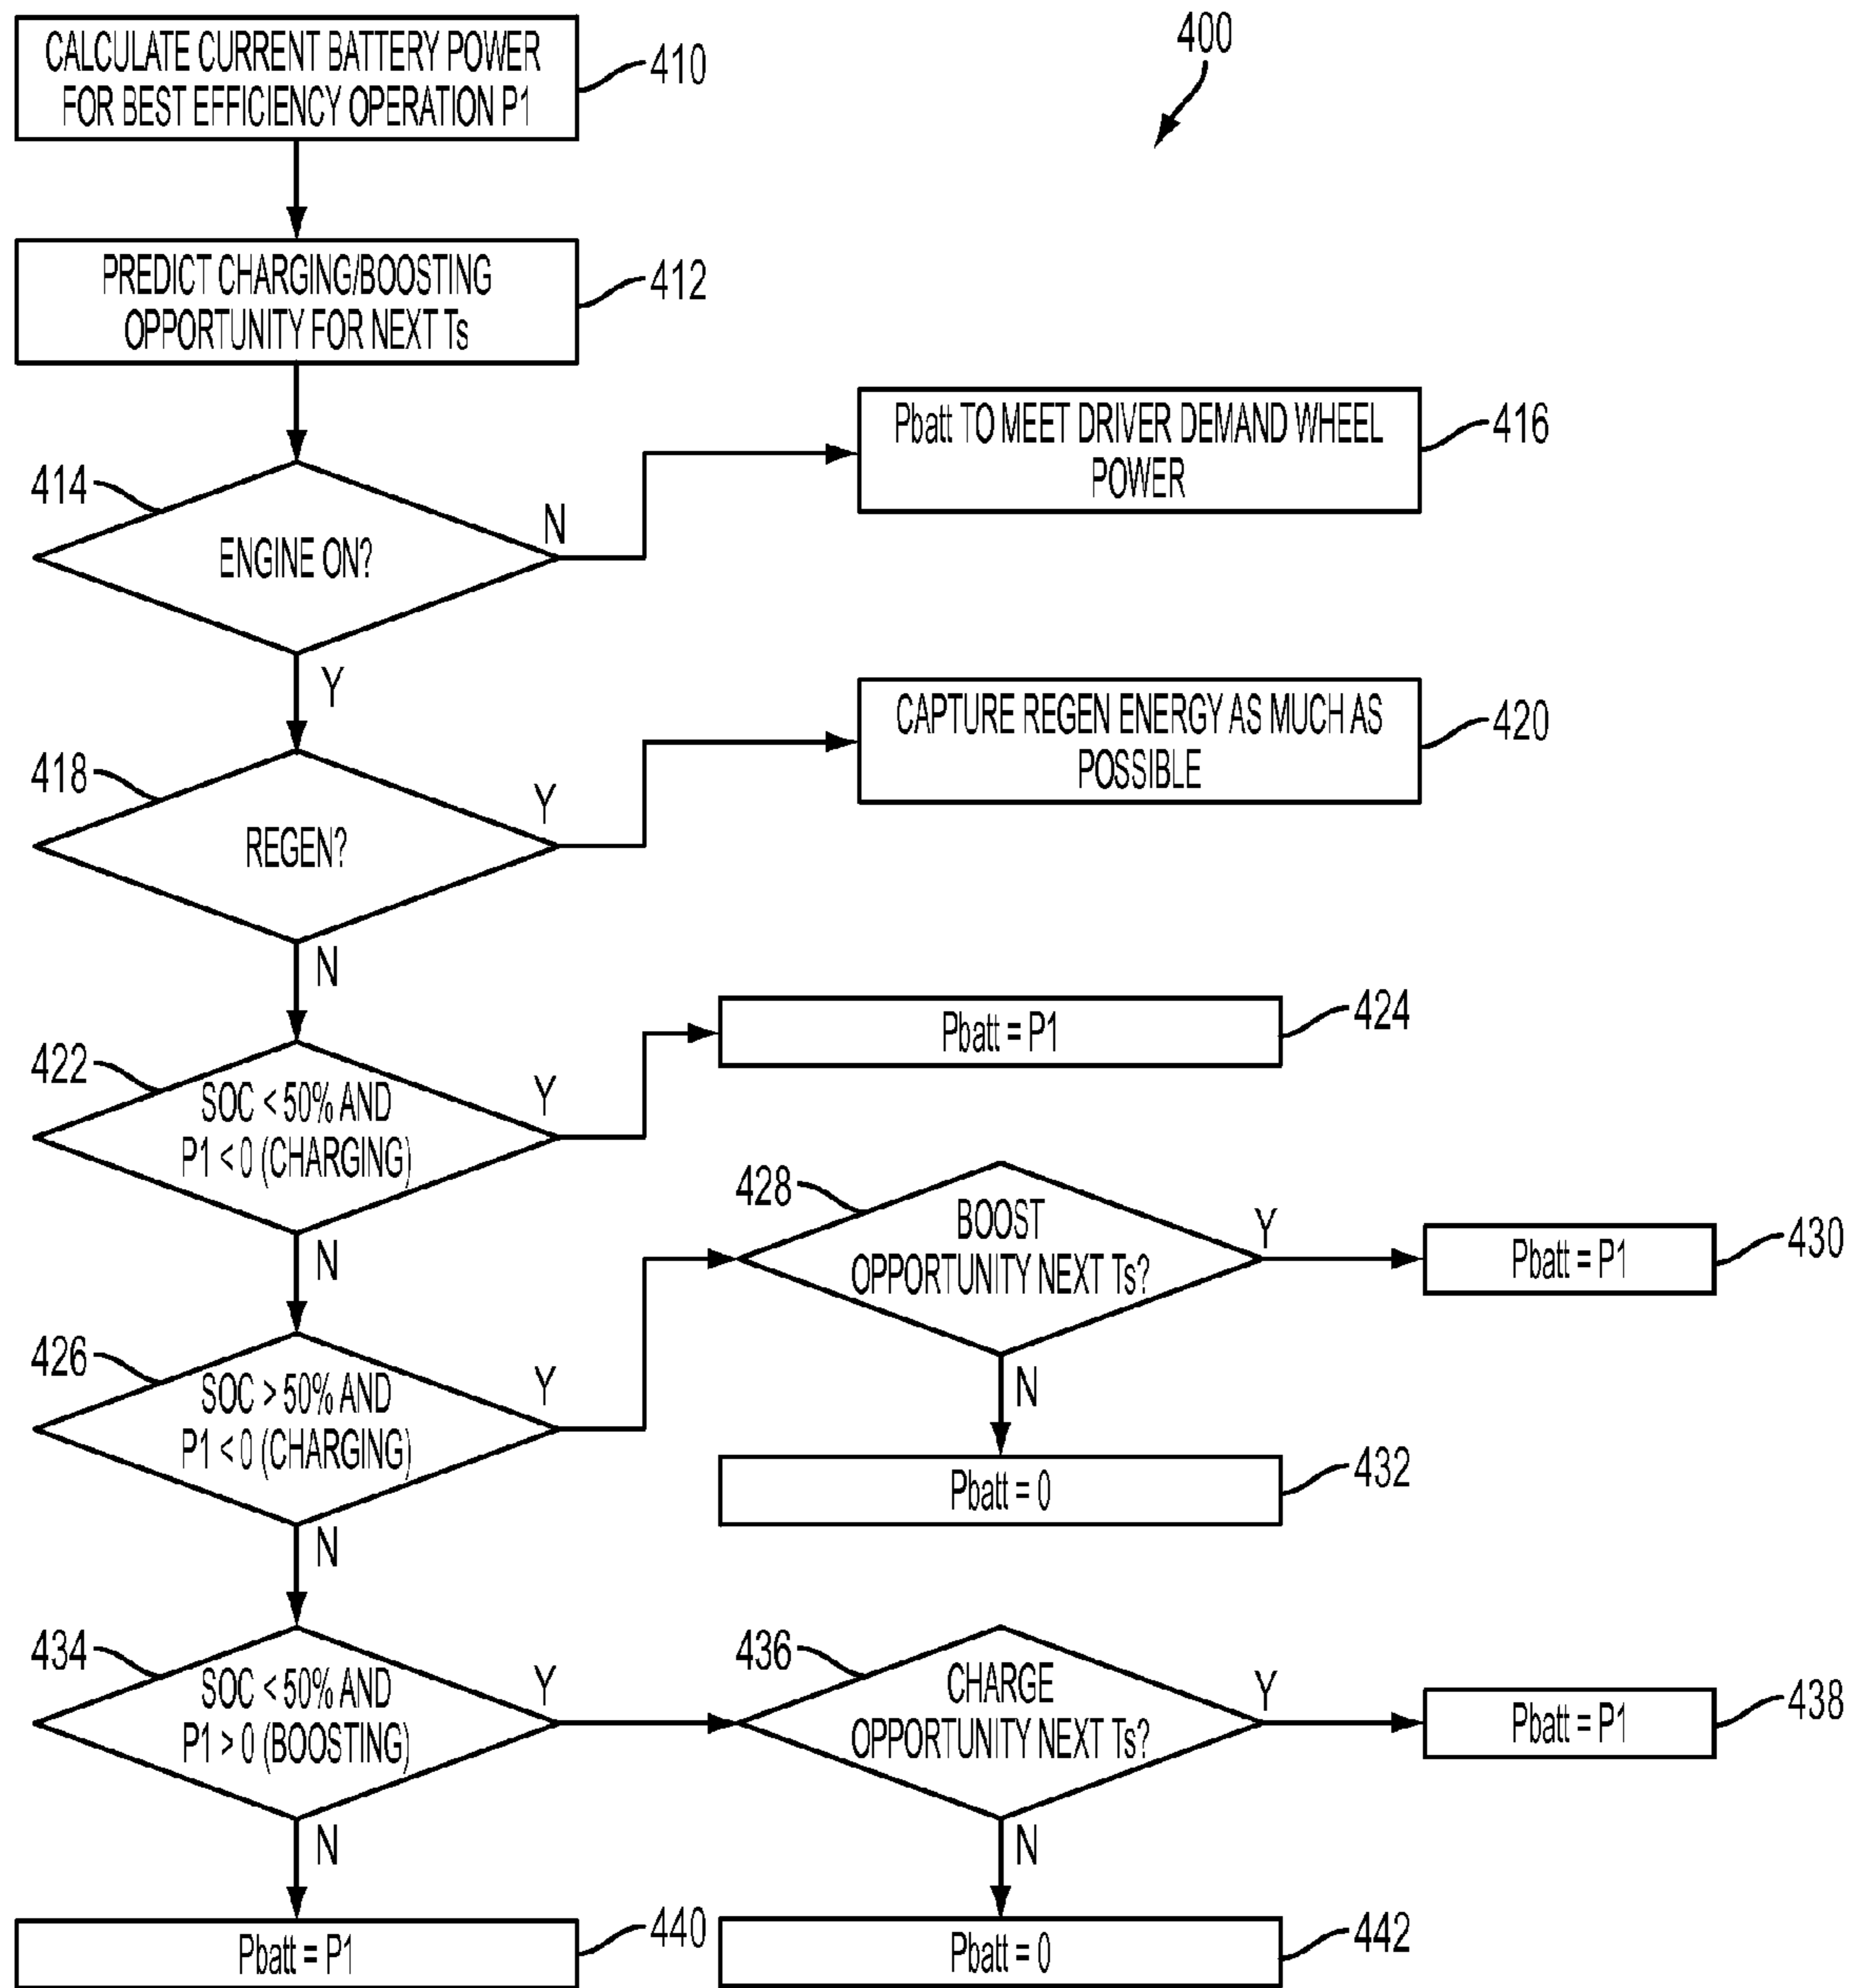 CALCULATE CURRENT BATTERY POWER
FOR BEST EFFICIENCY OPERATION P1
410
400
PREDICT CHARGING/BOOSTING
OPPORTUNITY FOR NEXT Ts
412
414
ENGINE ON?
N
Y
Pbatt TO MEET DRIVER DEMAND WHEEL
POWER
416
418
REGEN?
Y
N
CAPTURE REGEN ENERGY AS MUCH AS
POSSIBLE
420
422
SOC < 50% AND
P1 < 0 (CHARGING)
Y
N
Pbatt = P1
424
426
SOC > 50% AND
P1 < 0 (CHARGING)
Y
N
428
BOOST
OPPORTUNITY NEXT Ts?
Y
N
Pbatt = P1
430
Pbatt = 0
432
434
SOC < 50% AND
P1 > 0 (BOOSTING)
Y
N
436
CHARGE
OPPORTUNITY NEXT Ts?
Y
N
Pbatt = P1
438
Pbatt = P1
440
Pbatt = 0
442